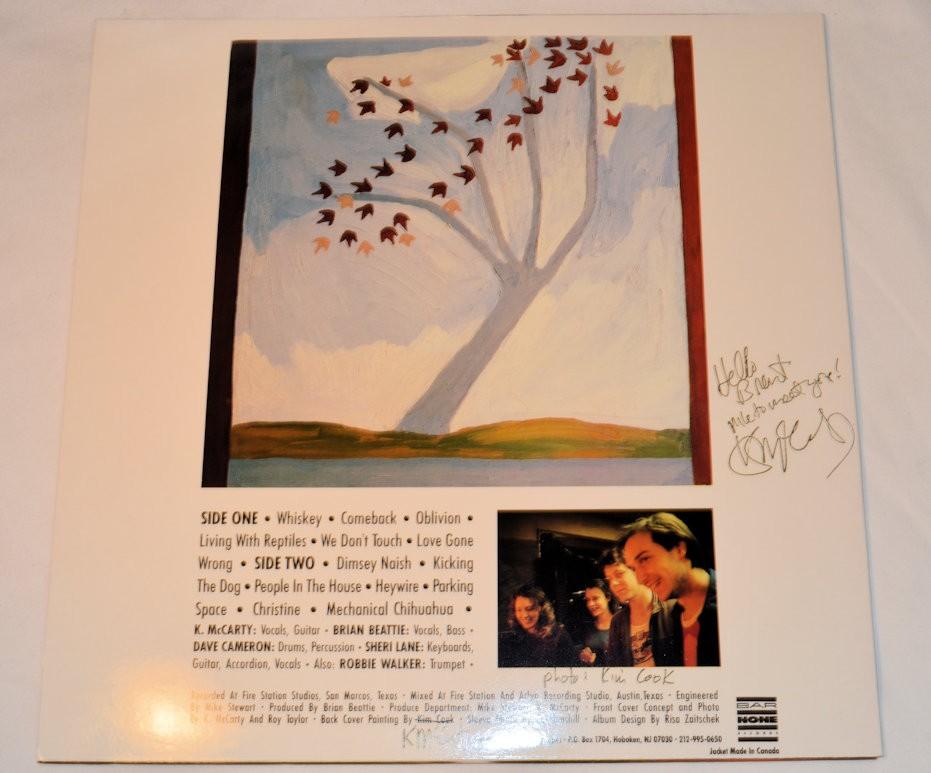 Hello
Brent
nice to meet you!
SIDE ONE • Whiskey • Comeback • Oblivion •
Living With Reptiles • We Don't Touch • Love Gone
Wrong • SIDE TWO • Dimsey Naish • Kicking
The Dog • People In The House • Heywire • Parking
Space • Christine • Mechanical Chihuahua •
K. McCARTY: Vocals, Guitar • BRIAN BEATTIE: Vocals, Bass •
DAVE CAMERON: Drums, Percussion • SHERI LANE: Keyboards,
Guitar, Accordion, Vocals • Also: ROBBIE WALKER: Trumpet •
photo: Kim Cook
Recorded At Fire Station Studios, San Marcos, Texas • Mixed At Fire Station And Arlyn Recording Studio, Austin, Texas • Engineered
By Mike Stewart • Produced By Brian Beattie • Produce Department: Mike McCarty • Front Cover Concept and Photo
By K. McCarty And Roy Taylor • Back Cover Painting By Kim Cook • Album Design By Risa Zaitschek
P.O. Box 1704, Hoboken, NJ 07030 • 212-995-0650
BAR
NONE
RECORDS
Jacket Made In Canada